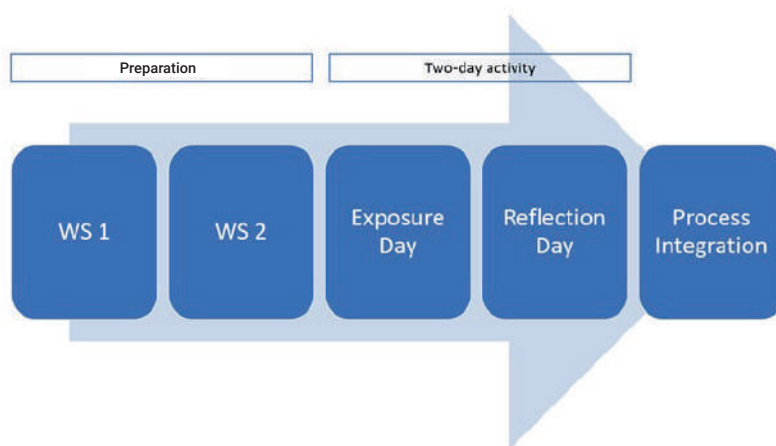 Preparation
Two-day activity
WS 1
WS 2
Exposure
Day
Reflection
Day
Process
Integration